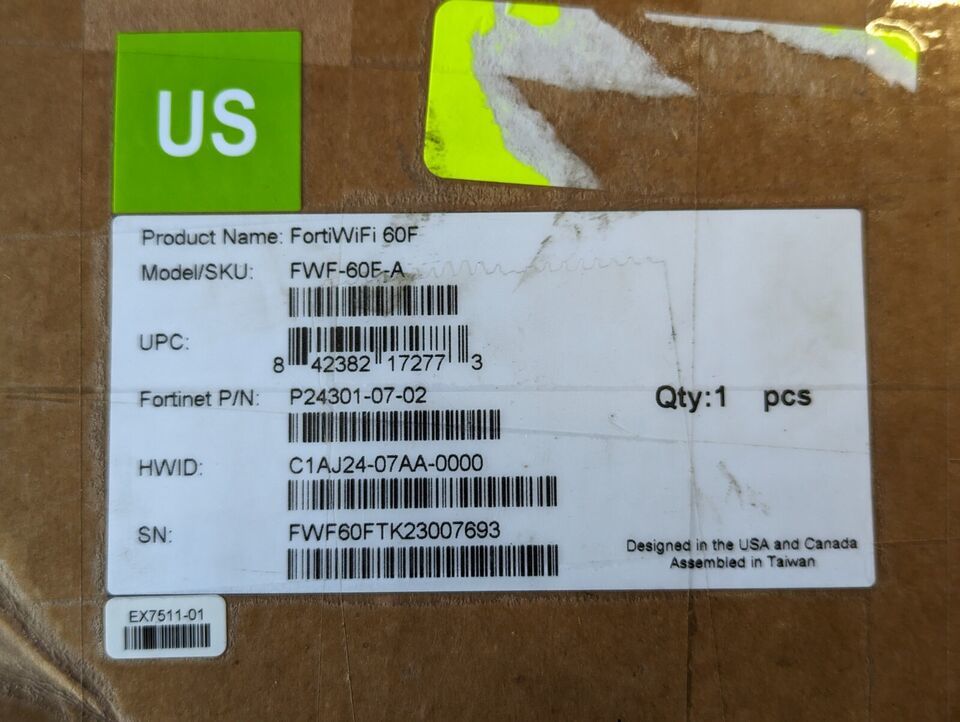 US
Product Name: FortiWiFi 60F
Model/SKU: FWF-60F-A
UPC: 8 42382 17277 3
Fortinet P/N: P24301-07-02
Qty:1 pcs
HWID: C1AJ24-07AA-0000
SN: FWF60FTK23007693
Designed in the USA and Canada
Assembled in Taiwan
EX7511-01